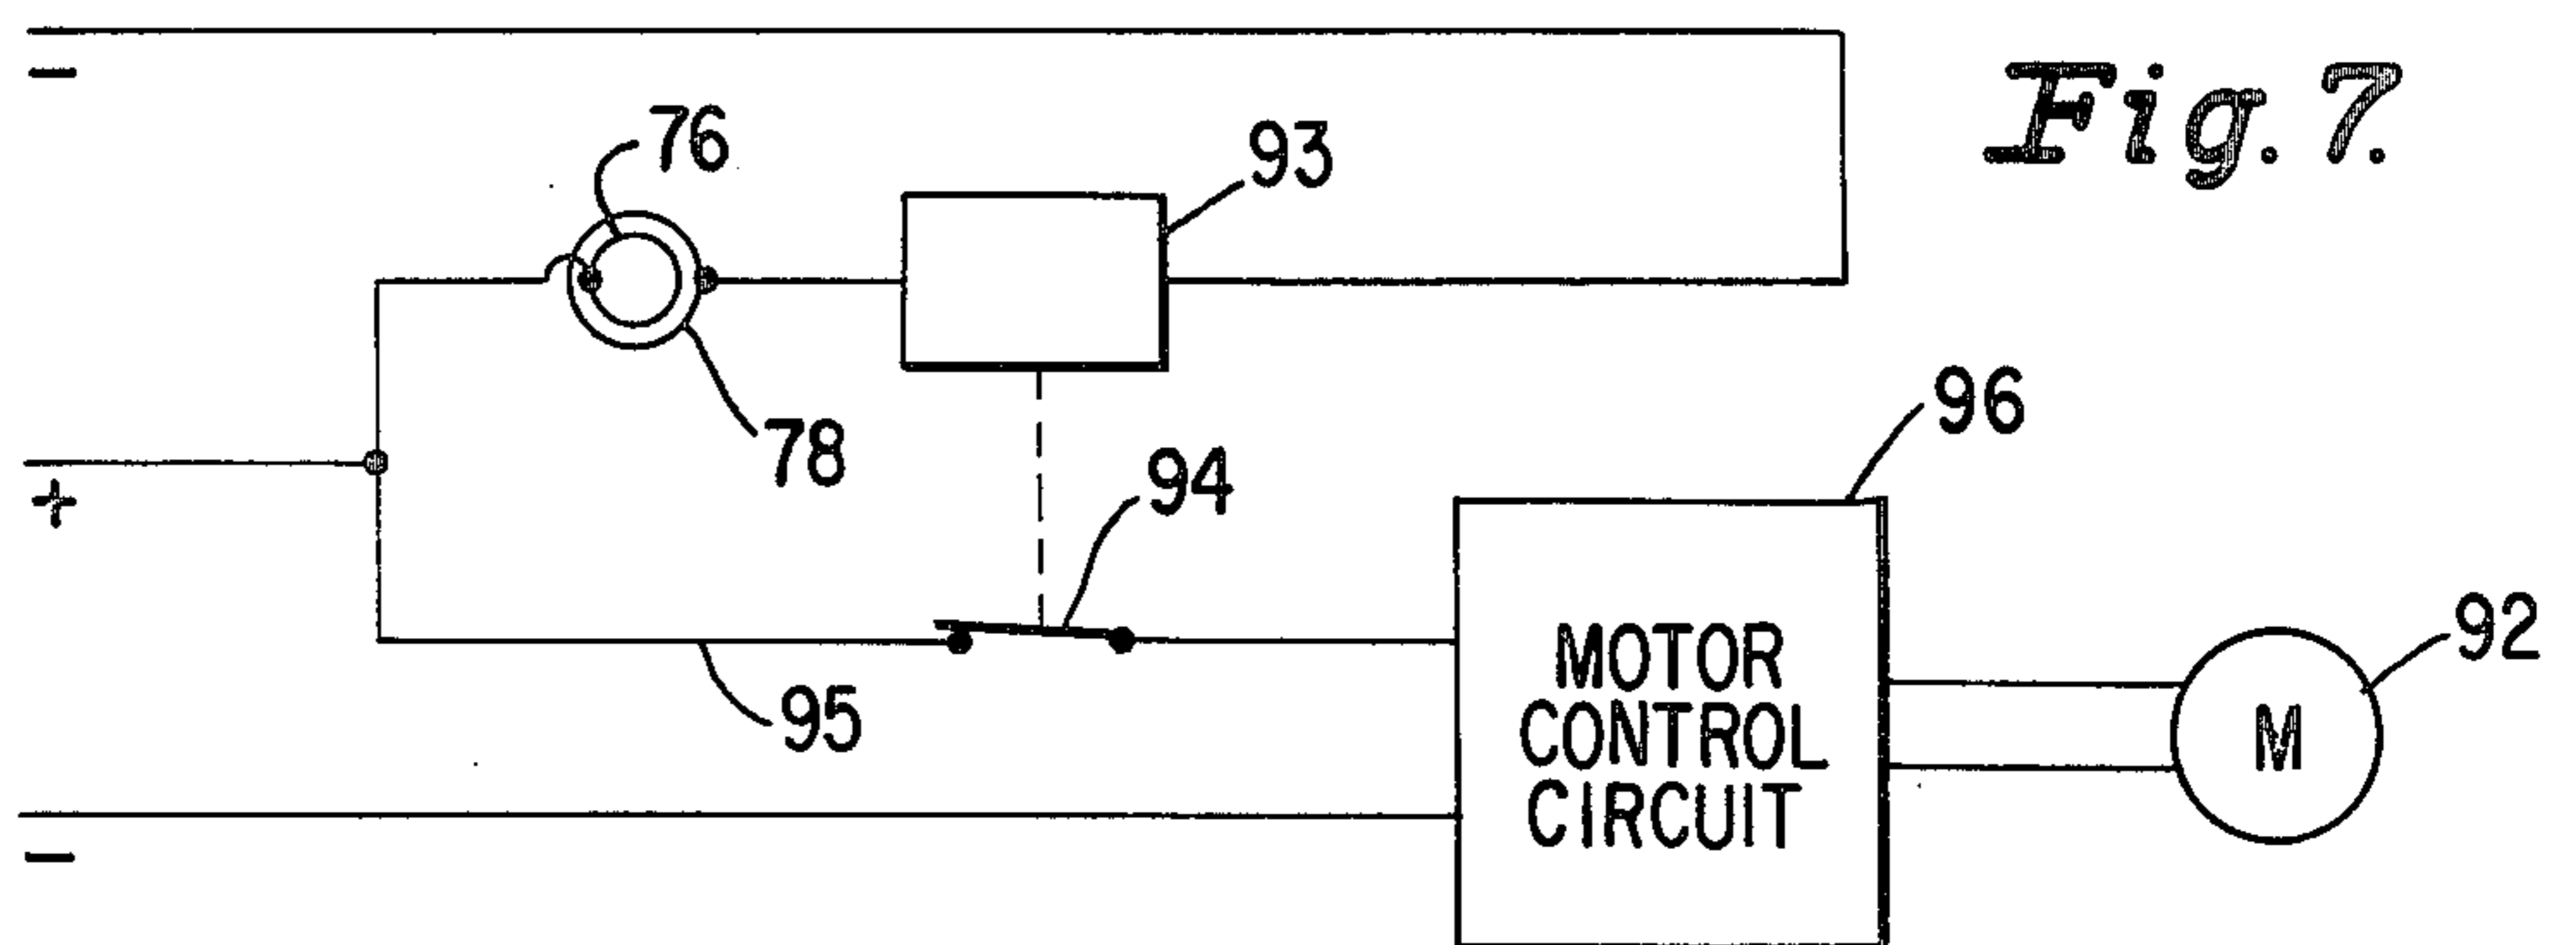 −
Fig. 7.
76
93
78
+
94
96
95
MOTOR
CONTROL
CIRCUIT
92
M
−